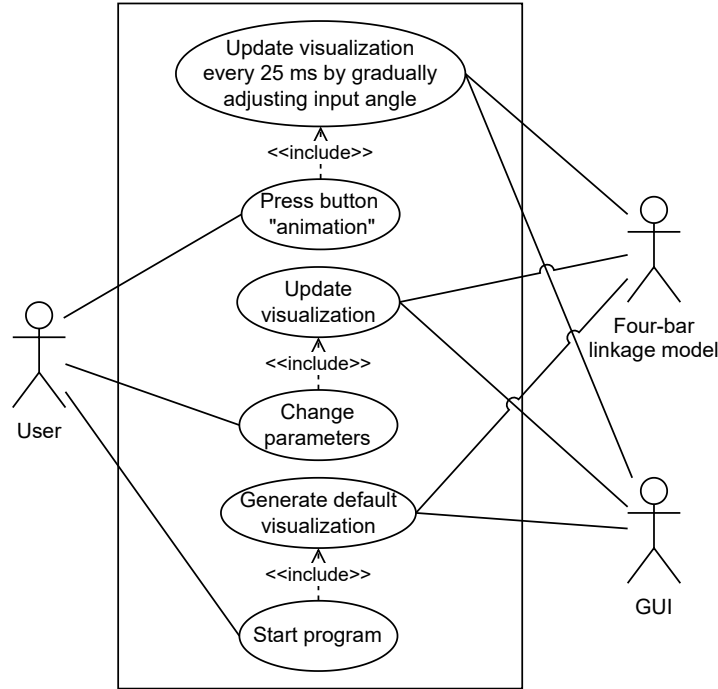 Update visualization
every 25 ms by gradually
adjusting input angle
<<include>>
Press button
"animation"
Update
visualization
<<include>>
Change
parameters
Generate default
visualization
<<include>>
Start program
User
Four-bar
linkage model
GUI